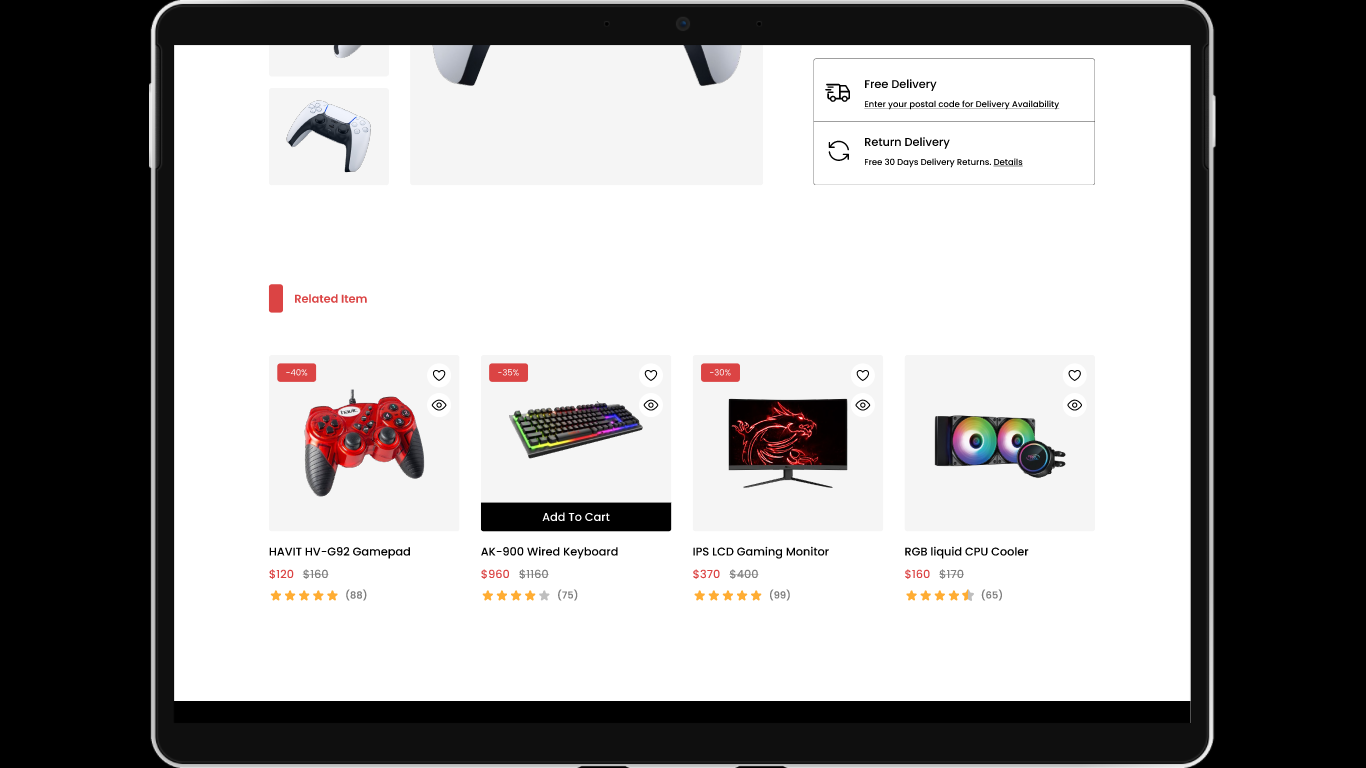 Free Delivery
Enter your postal code for Delivery Availability
Return Delivery
Free 30 Days Delivery Returns. Details
Related Item
-40%
-35%
-30%
Add To Cart
HAVIT HV-G92 Gamepad
$120 $160
(88)
AK-900 Wired Keyboard
$960 $1160
(75)
IPS LCD Gaming Monitor
$370 $400
(99)
RGB liquid CPU Cooler
$160 $170
(65)